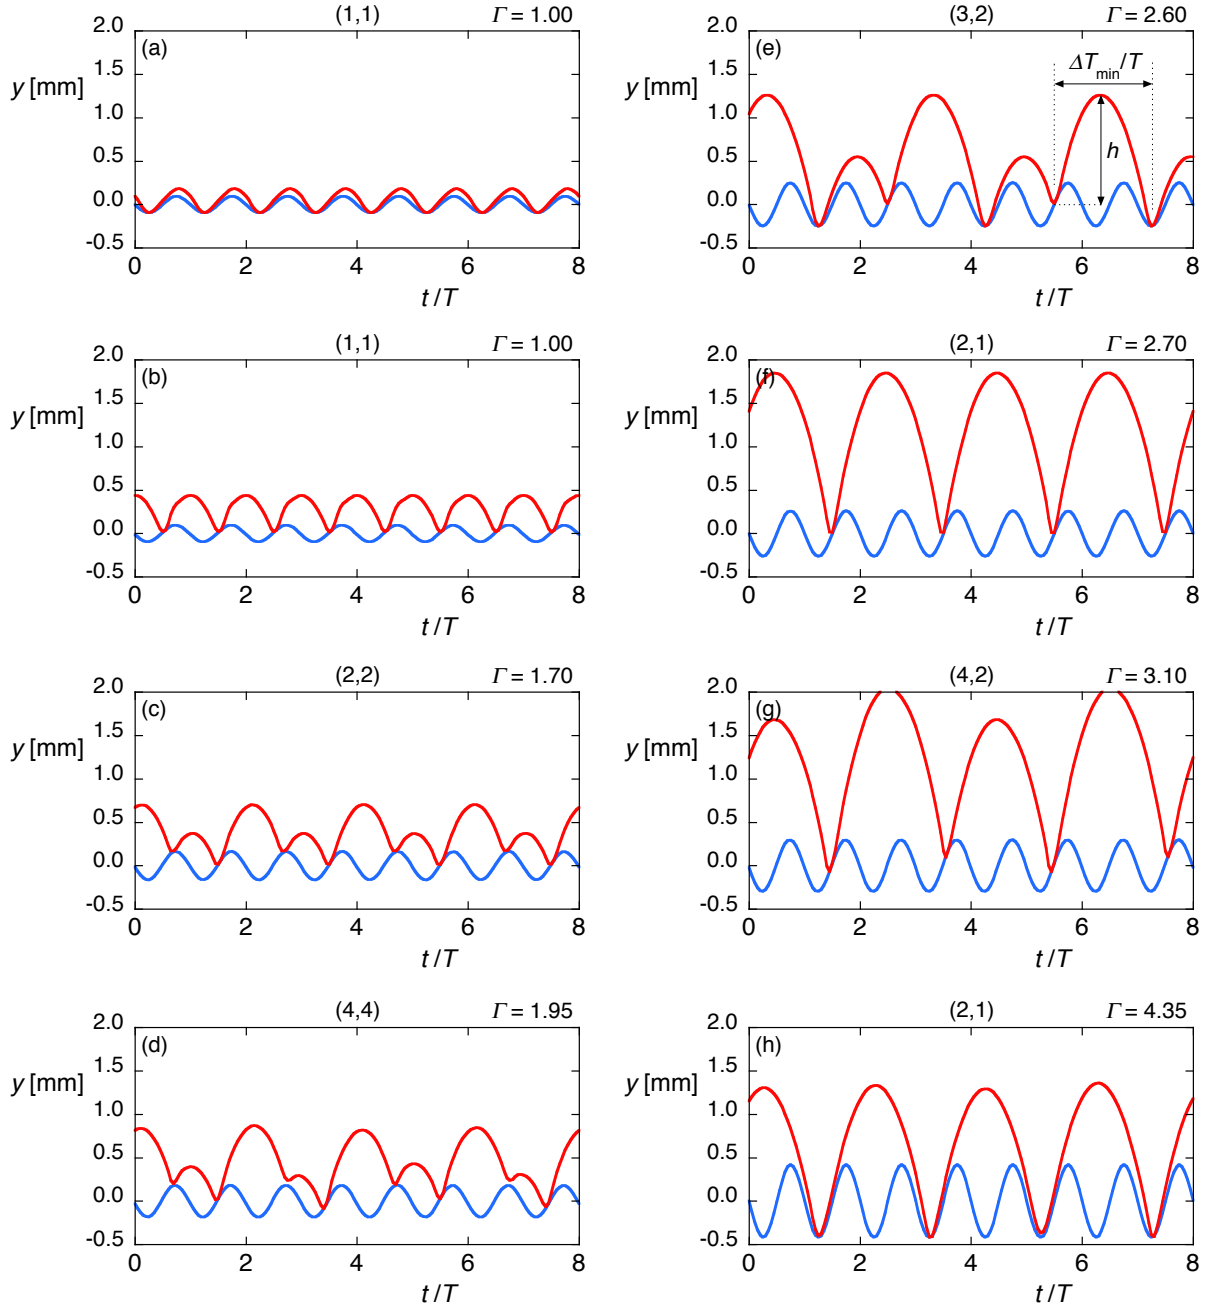 (1,1) Γ = 1.00
(a)
y [mm]
2.0
1.5
1.0
0.5
0.0
-0.5
0 2 4 6 8
t/T
(3,2) Γ = 2.60
(e)
ΔT_min/T
h
y [mm]
2.0
1.5
1.0
0.5
0.0
-0.5
0 2 4 6 8
t/T
(1,1) Γ = 1.00
(b)
y [mm]
2.0
1.5
1.0
0.5
0.0
-0.5
0 2 4 6 8
t/T
(2,1) Γ = 2.70
(f)
y [mm]
2.0
1.5
1.0
0.5
0.0
-0.5
0 2 4 6 8
t/T
(2,2) Γ = 1.70
(c)
y [mm]
2.0
1.5
1.0
0.5
0.0
-0.5
0 2 4 6 8
t/T
(4,2) Γ = 3.10
(g)
y [mm]
2.0
1.5
1.0
0.5
0.0
-0.5
0 2 4 6 8
t/T
(4,4) Γ = 1.95
(d)
y [mm]
2.0
1.5
1.0
0.5
0.0
-0.5
0 2 4 6 8
t/T
(2,1) Γ = 4.35
(h)
y [mm]
2.0
1.5
1.0
0.5
0.0
-0.5
0 2 4 6 8
t/T